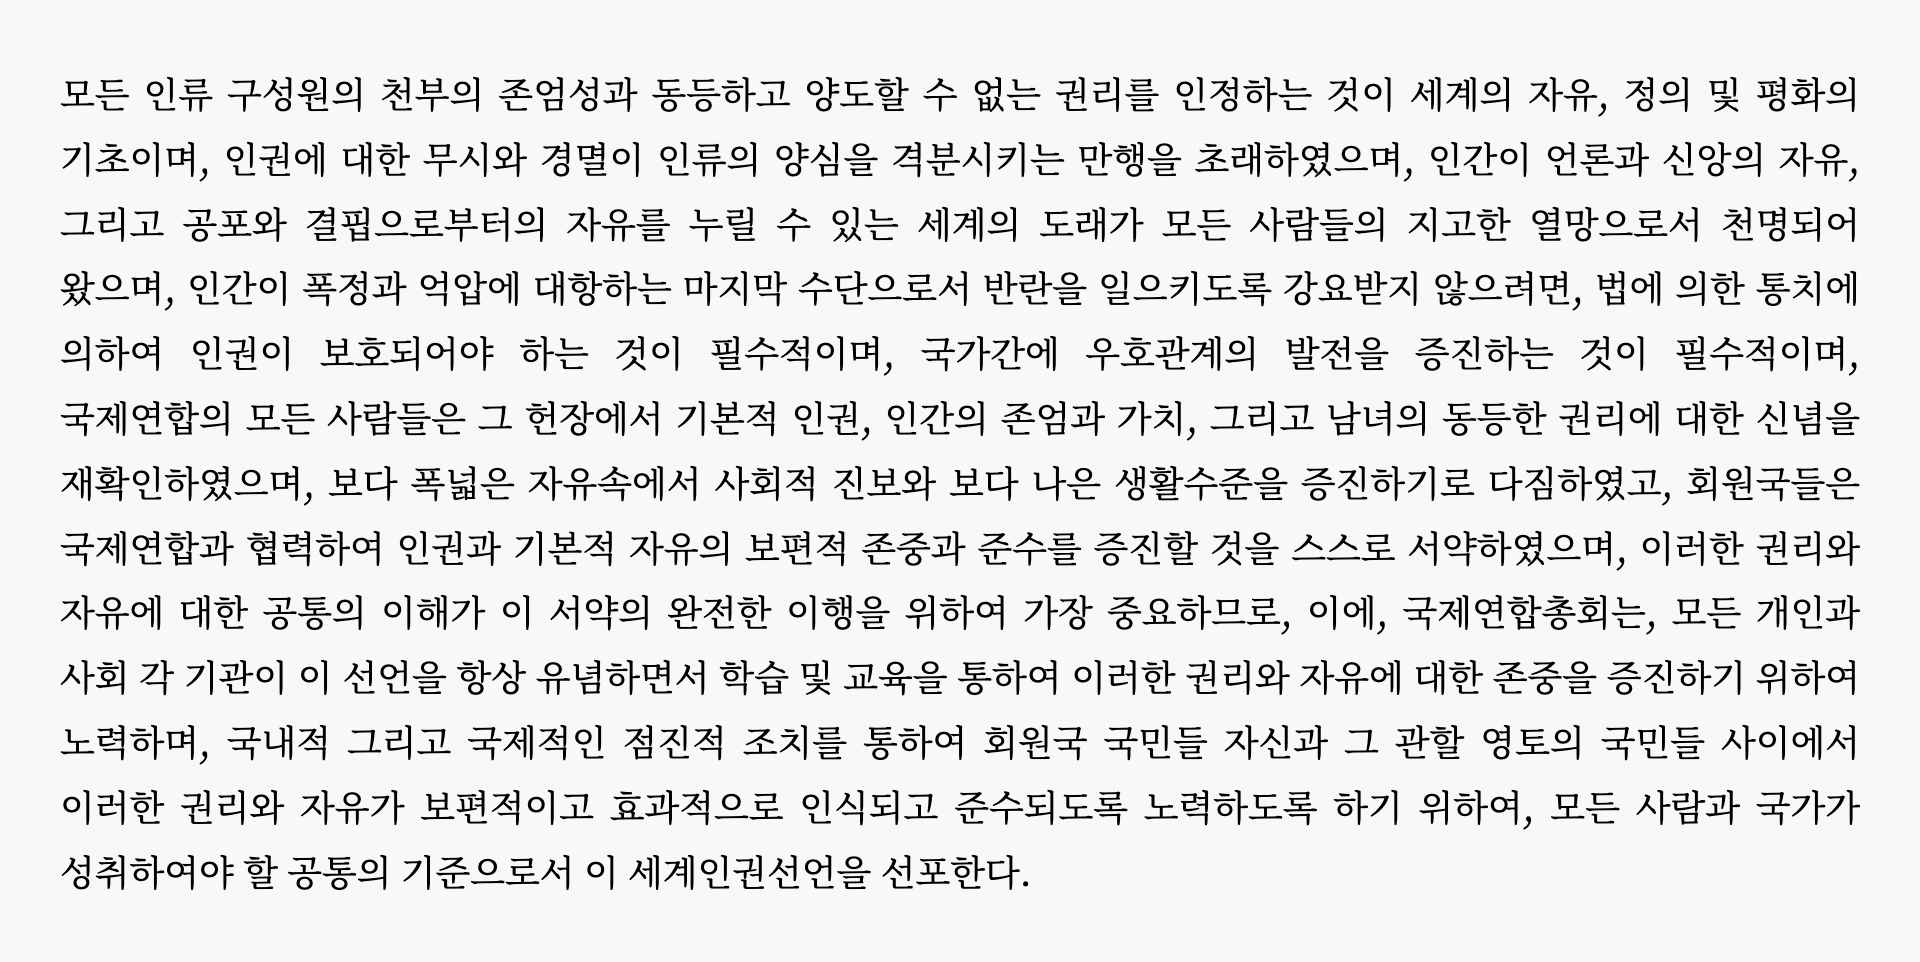 모든 인류 구성원의 천부의 존엄성과 동등하고 양도할 수 없는 권리를 인정하는 것이 세계의 자유, 정의 및 평화의
기초이며, 인권에 대한 무시와 경멸이 인류의 양심을 격분시키는 만행을 초래하였으며, 인간이 언론과 신앙의 자유,
그리고 공포와 결핍으로부터의 자유를 누릴 수 있는 세계의 도래가 모든 사람들의 지고한 열망으로서 천명되어
왔으며, 인간이 폭정과 억압에 대항하는 마지막 수단으로서 반란을 일으키도록 강요받지 않으려면, 법에 의한 통치에
의하여 인권이 보호되어야 하는 것이 필수적이며, 국가간에 우호관계의 발전을 증진하는 것이 필수적이며,
국제연합의 모든 사람들은 그 헌장에서 기본적 인권, 인간의 존엄과 가치, 그리고 남녀의 동등한 권리에 대한 신념을
재확인하였으며, 보다 폭넓은 자유속에서 사회적 진보와 보다 나은 생활수준을 증진하기로 다짐하였고, 회원국들은
국제연합과 협력하여 인권과 기본적 자유의 보편적 존중과 준수를 증진할 것을 스스로 서약하였으며, 이러한 권리와
자유에 대한 공통의 이해가 이 서약의 완전한 이행을 위하여 가장 중요하므로, 이에, 국제연합총회는, 모든 개인과
사회 각 기관이 이 선언을 항상 유념하면서 학습 및 교육을 통하여 이러한 권리와 자유에 대한 존중을 증진하기 위하여
노력하며, 국내적 그리고 국제적인 점진적 조치를 통하여 회원국 국민들 자신과 그 관할 영토의 국민들 사이에서
이러한 권리와 자유가 보편적이고 효과적으로 인식되고 준수되도록 노력하도록 하기 위하여, 모든 사람과 국가가
성취하여야 할 공통의 기준으로서 이 세계인권선언을 선포한다.